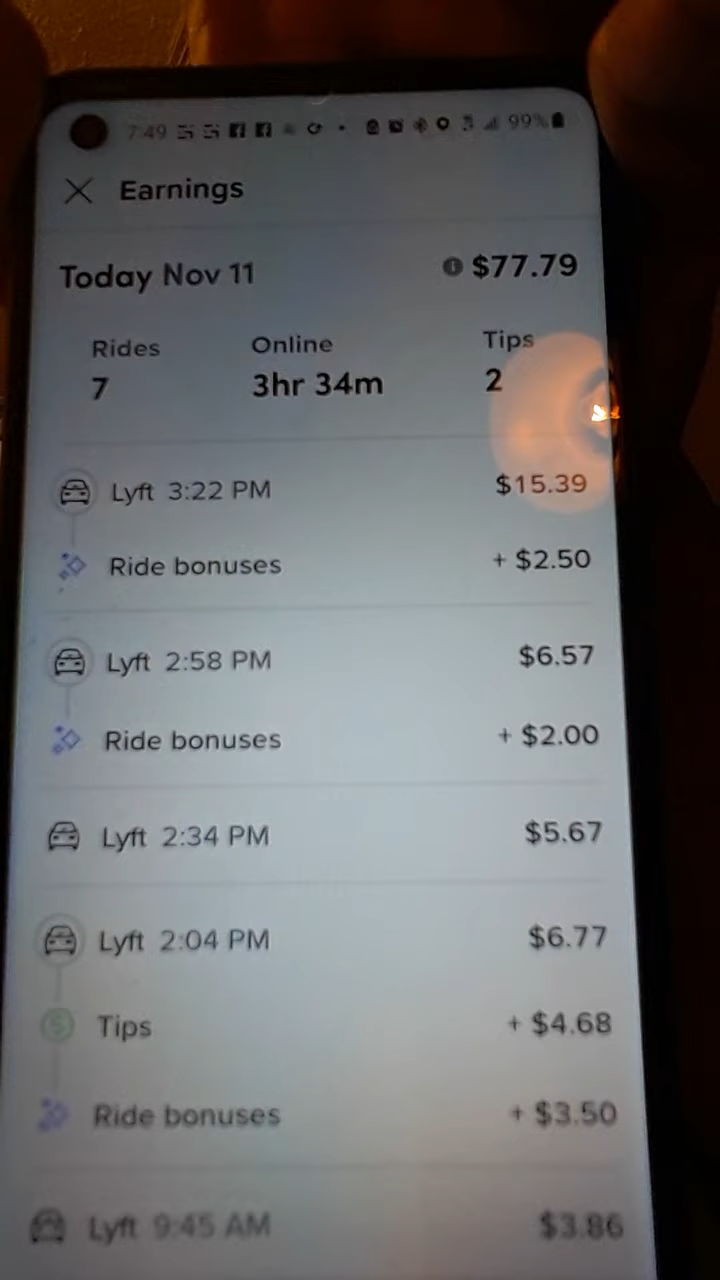 7:49 99%
Earnings
Today Nov 11 $77.79
Rides Online Tips
7 3hr 34m 2
Lyft 3:22 PM $15.39
Ride bonuses + $2.50
Lyft 2:58 PM $6.57
Ride bonuses + $2.00
Lyft 2:34 PM $5.67
Lyft 2:04 PM $6.77
Tips + $4.68
Ride bonuses + $3.50
Lyft 9:45 AM $3.86